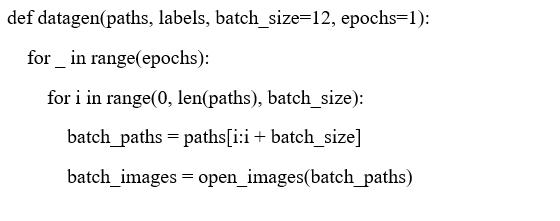 def datagen(paths, labels, batch_size=12, epochs=1):
for _ in range(epochs):
for i in range(0, len(paths), batch_size):
batch_paths = paths[i:i + batch_size]
batch_images = open_images(batch_paths)